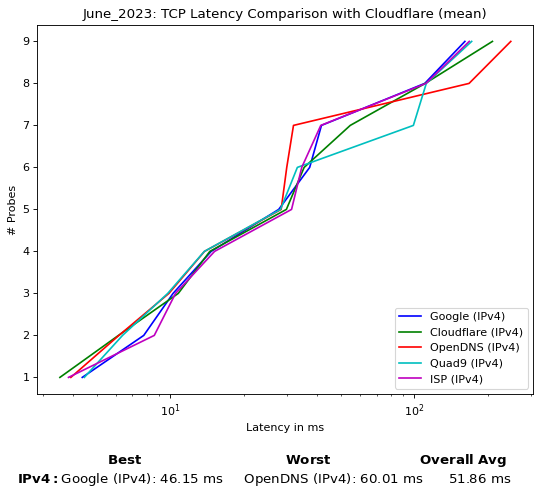 June_2023: TCP Latency Comparison with Cloudflare (mean)
# Probes
9
8
7
6
5
4
3
2
1
10¹
10²
Latency in ms
Google (IPv4)
Cloudflare (IPv4)
OpenDNS (IPv4)
Quad9 (IPv4)
ISP (IPv4)
Best Worst Overall Avg
IPv4: Google (IPv4): 46.15 ms OpenDNS (IPv4): 60.01 ms 51.86 ms